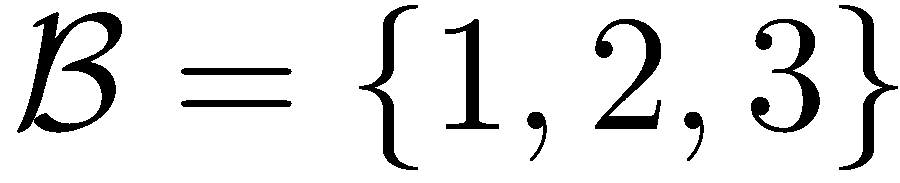 ℬ = {1, 2, 3}